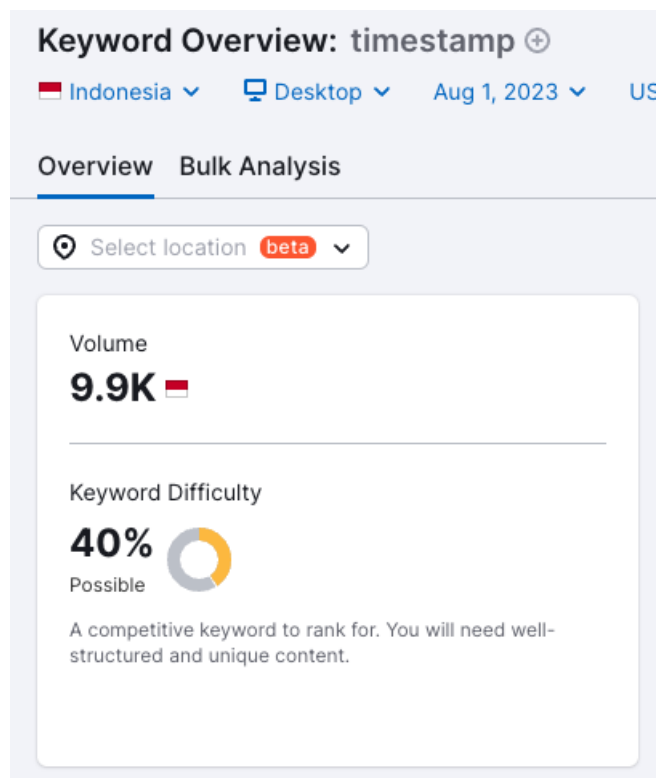 Keyword Overview: timestamp
Indonesia Desktop Aug 1, 2023 US
Overview Bulk Analysis
Select location beta
Volume
9.9K
Keyword Difficulty
40%
Possible
A competitive keyword to rank for. You will need well-
structured and unique content.